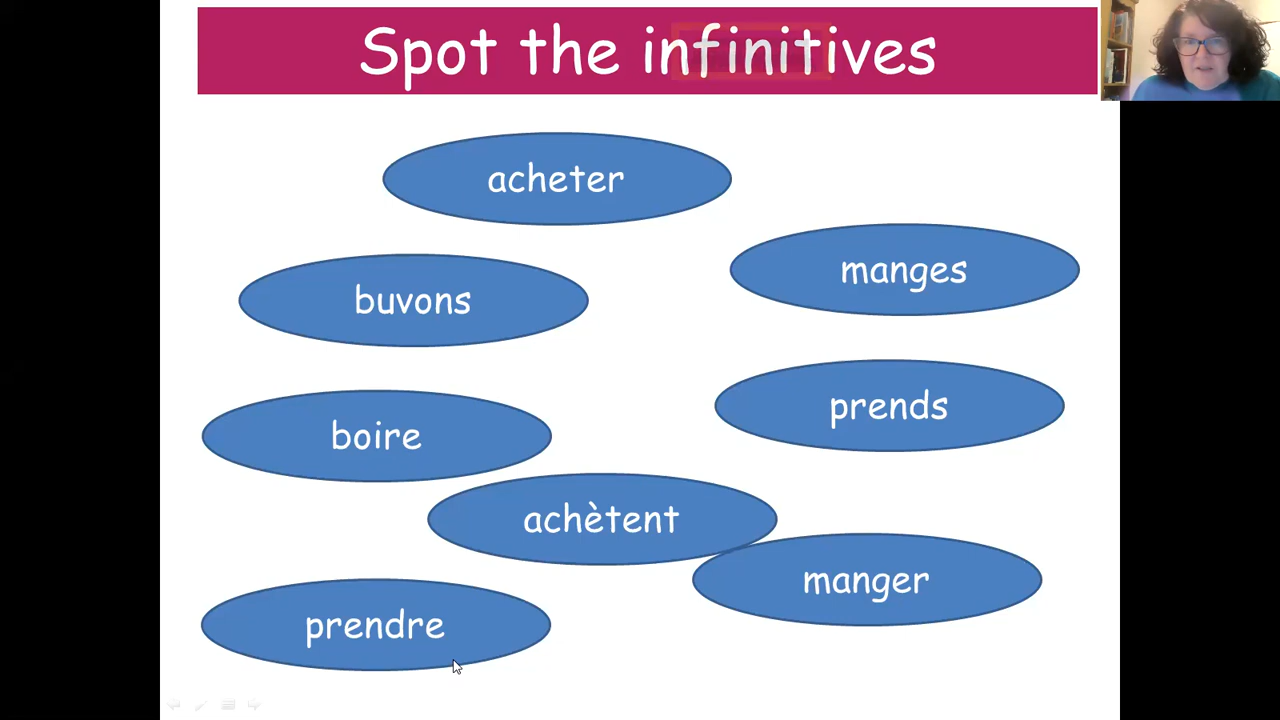 Spot the infinitives
acheter
manges
buvons
prends
boire
achètent
manger
prendre